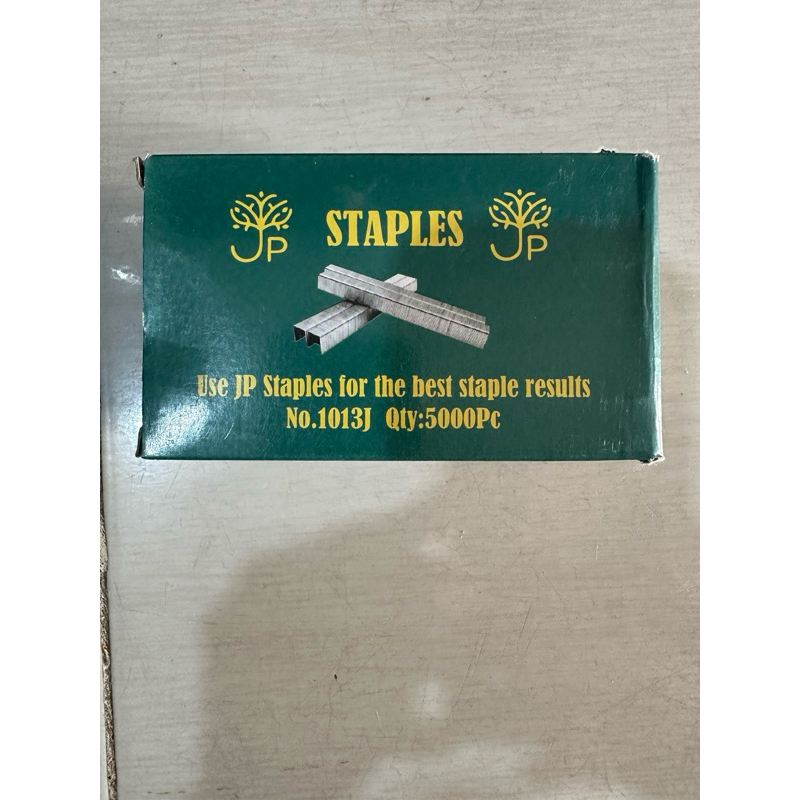 JP STAPLES JP
Use JP Staples for the best staple results
No.1013J Qty:5000Pc